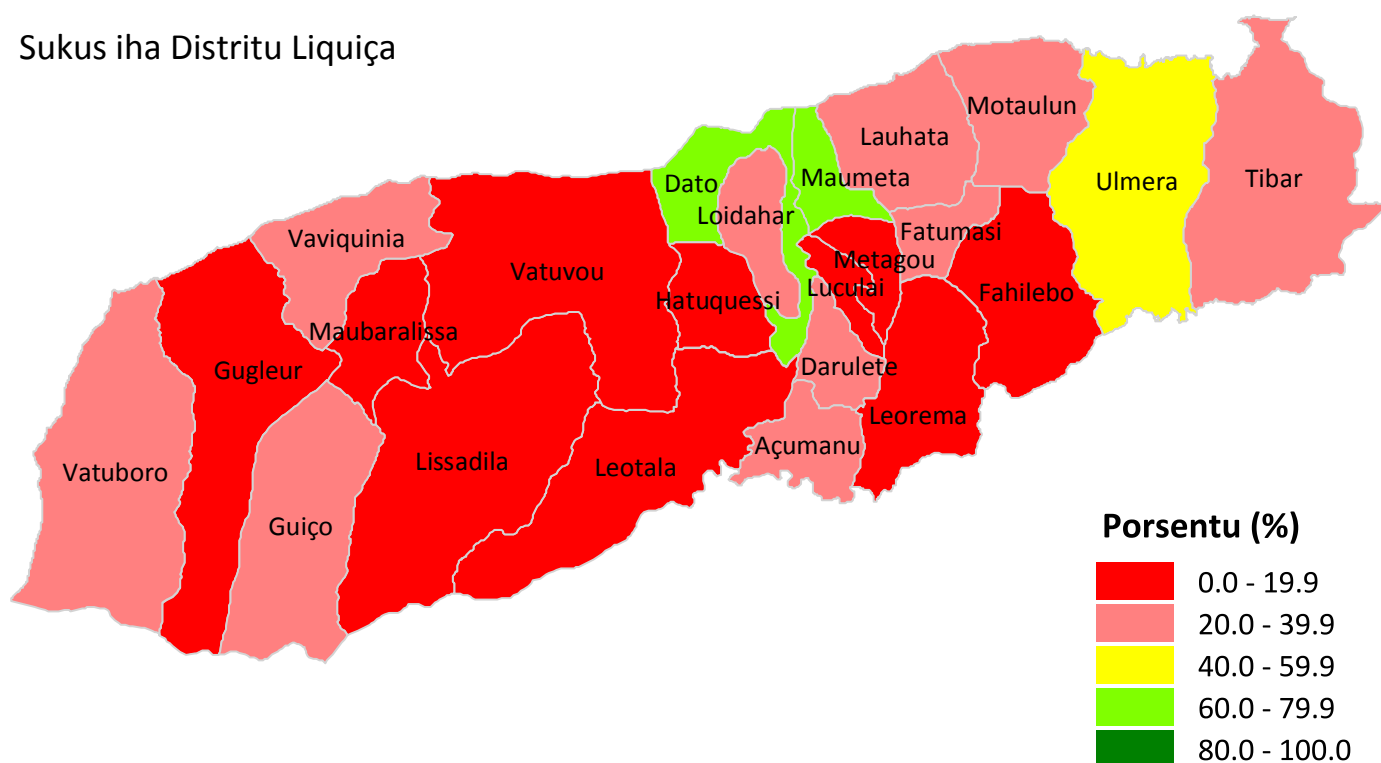 Sukus iha Distritu Liquiça
Motaulun
Lauhata
Maumeta
Dato
Ulmera
Tibar
Loidahar
Fatumasi
Vaviquinia
Metagou
Vatuvou
Luculai
Fahilebo
Hatuquessi
Maubaralissa
Gugleur
Darulete
Leorema
Açumanu
Lissadila
Leotala
Vatuboro
Guiço
Porsentu (%)
0.0 - 19.9
20.0 - 39.9
40.0 - 59.9
60.0 - 79.9
80.0 - 100.0